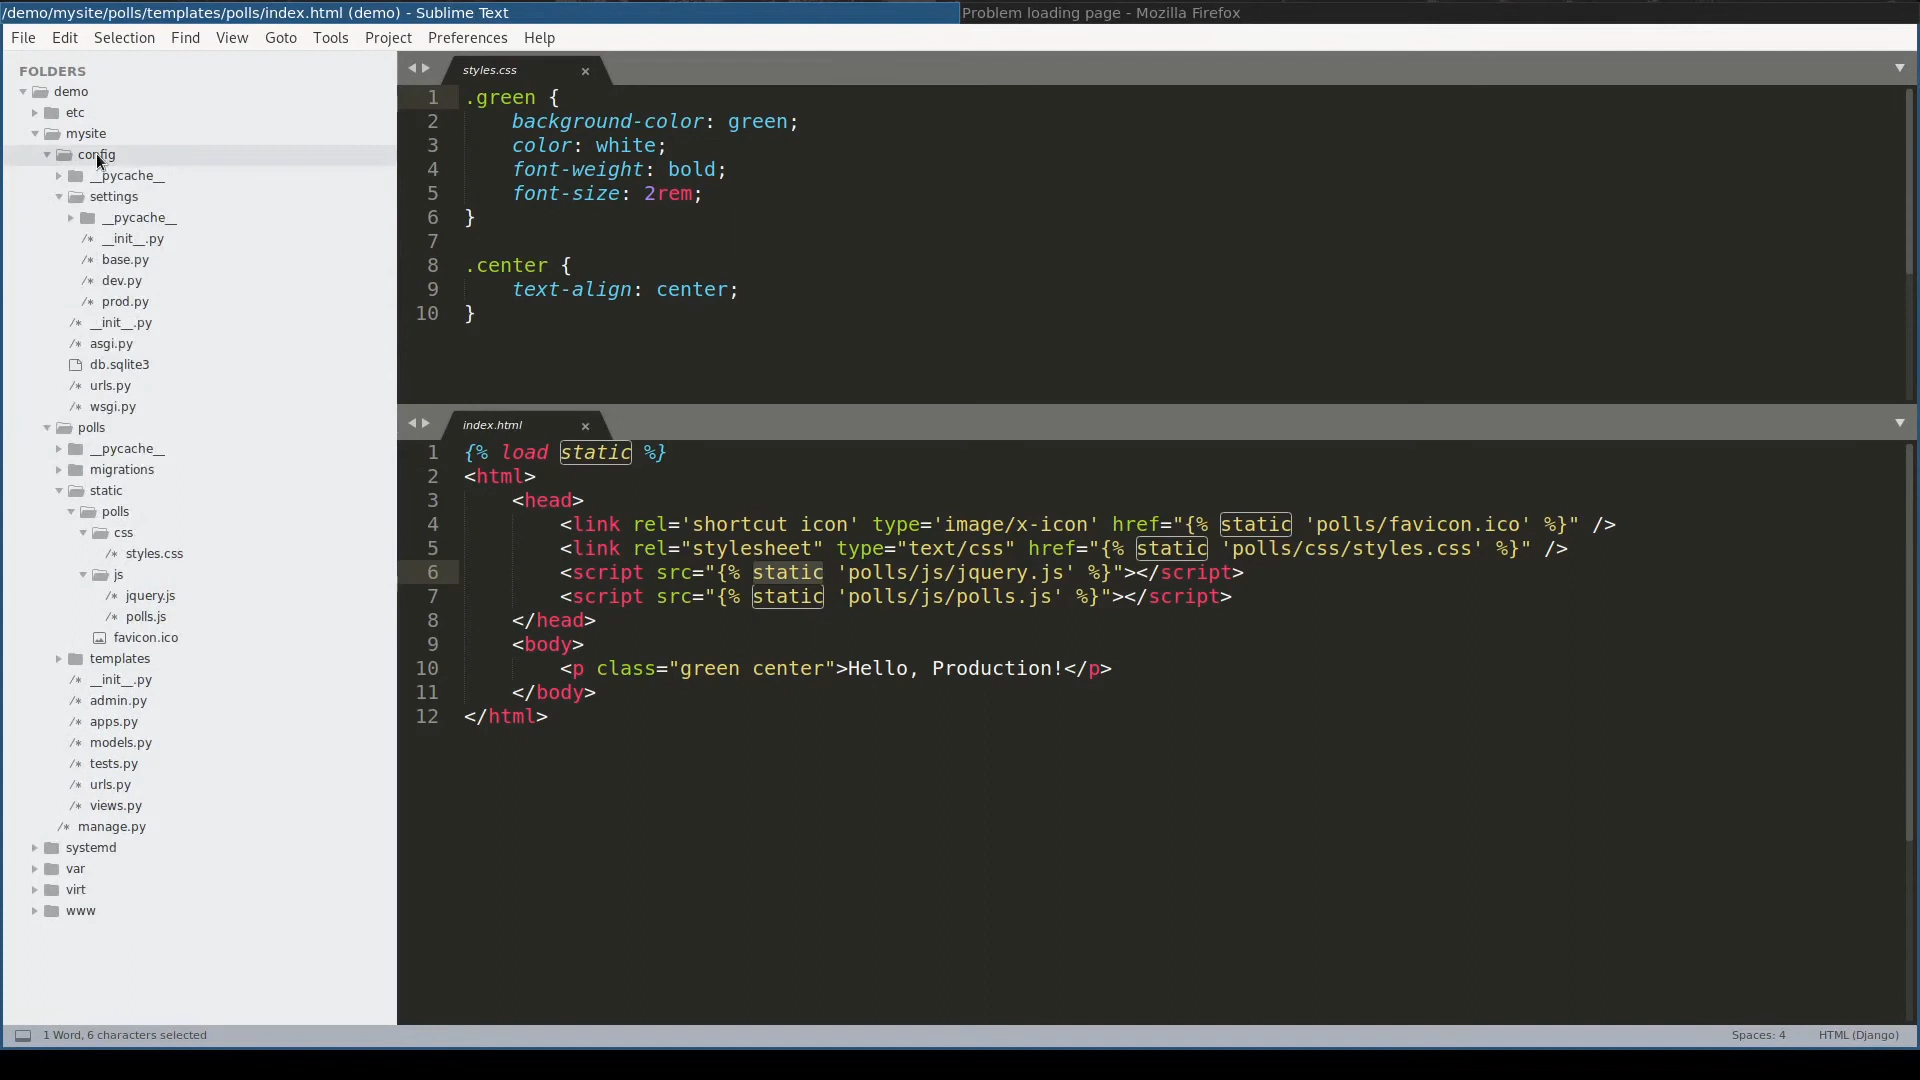 /demo/mysite/polls/templates/polls/index.html (demo) - Sublime Text
Problem loading page - Mozilla Firefox
File Edit Selection Find View Goto Tools Project Preferences Help
FOLDERS
demo
etc
mysite
config
__pycache__
settings
__pycache__
__init__.py
base.py
dev.py
prod.py
__init__.py
asgi.py
db.sqlite3
urls.py
wsgi.py
polls
__pycache__
migrations
static
polls
css
styles.css
js
jquery.js
polls.js
favicon.ico
templates
__init__.py
admin.py
apps.py
models.py
tests.py
urls.py
views.py
manage.py
systemd
var
virt
www
styles.css
1 .green {
2 background-color: green;
3 color: white;
4 font-weight: bold;
5 font-size: 2rem;
6 }
7
8 .center {
9 text-align: center;
10 }
index.html
1 {% load static %}
2 <html>
3 <head>
4 <link rel='shortcut icon' type='image/x-icon' href="{% static 'polls/favicon.ico' %}" />
5 <link rel="stylesheet" type="text/css" href="{% static 'polls/css/styles.css' %}" />
6 <script src="{% static 'polls/js/jquery.js' %}"></script>
7 <script src="{% static 'polls/js/polls.js' %}"></script>
8 </head>
9 <body>
10 <p class="green center">Hello, Production!</p>
11 </body>
12 </html>
1 Word, 6 characters selected
Spaces: 4
HTML (Django)